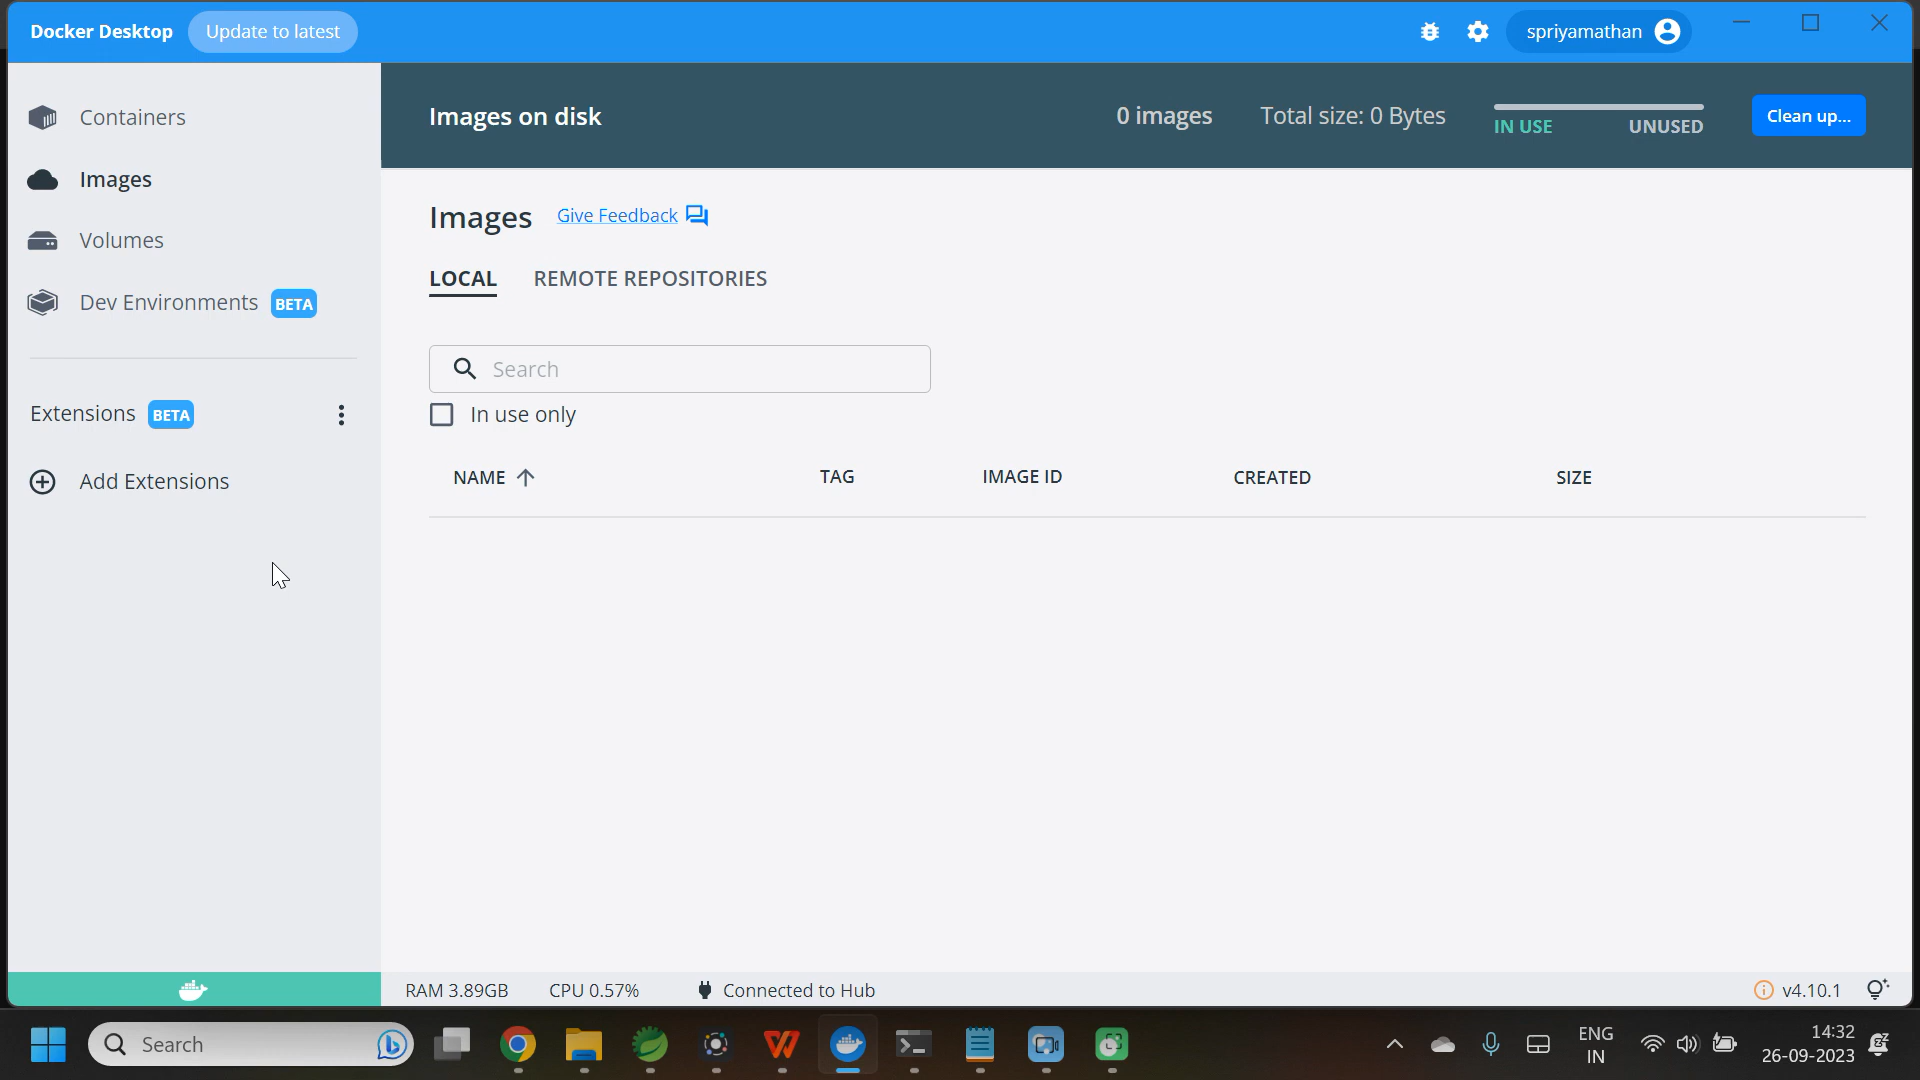 Docker Desktop
Update to latest
spriyamathan
Containers
Images
Volumes
Dev Environments BETA
Extensions BETA
Add Extensions
Images on disk
0 images
Total size: 0 Bytes
IN USE
UNUSED
Clean up...
Images
Give Feedback
LOCAL
REMOTE REPOSITORIES
Search
In use only
NAME
TAG
IMAGE ID
CREATED
SIZE
RAM 3.89GB
CPU 0.57%
Connected to Hub
v4.10.1
Search
ENG
IN
14:32
26-09-2023